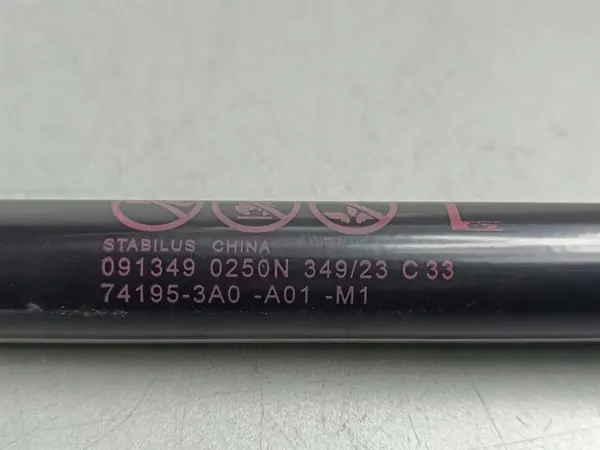 L
STABILUS CHINA
091349 0250N 349/23 C33
74195-3A0 -A01 -M1